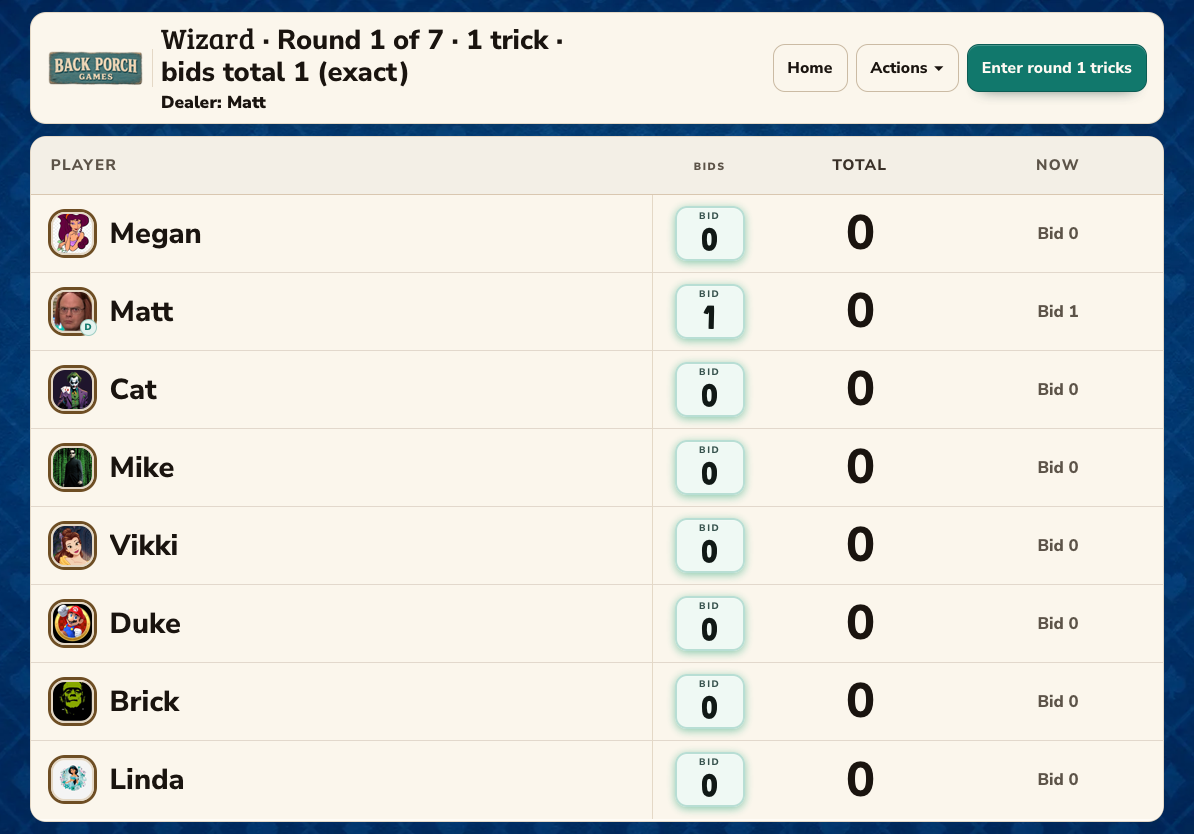 BACK PORCH
GAMES
Wizard · Round 1 of 7 · 1 trick ·
bids total 1 (exact)
Dealer: Matt
Home
Actions
Enter round 1 tricks
PLAYER BIDS TOTAL NOW
Megan BID 0 0 Bid 0
D Matt BID 1 0 Bid 1
Cat BID 0 0 Bid 0
Mike BID 0 0 Bid 0
Vikki BID 0 0 Bid 0
Duke BID 0 0 Bid 0
Brick BID 0 0 Bid 0
Linda BID 0 0 Bid 0